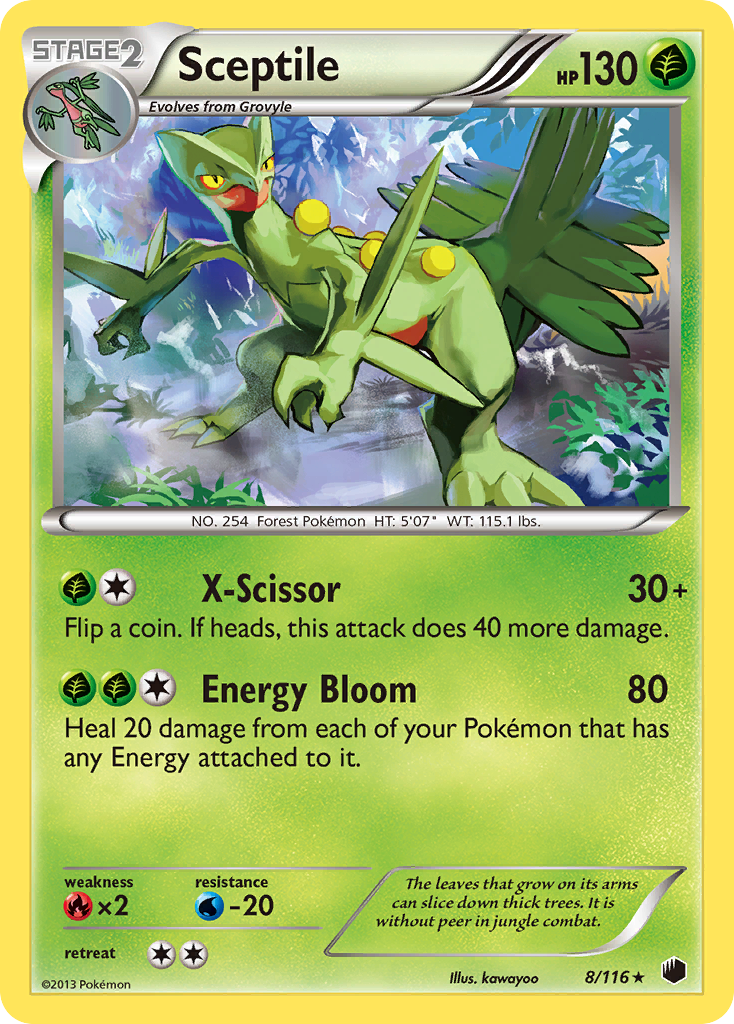 STAGE2
Sceptile
HP130
Evolves from Grovyle
NO. 254 Forest Pokémon HT: 5'07" WT: 115.1 lbs.
X-Scissor 30+
Flip a coin. If heads, this attack does 40 more damage.
Energy Bloom 80
Heal 20 damage from each of your Pokémon that has
any Energy attached to it.
weakness resistance
×2 -20
retreat
The leaves that grow on its arms
can slice down thick trees. It is
without peer in jungle combat.
©2013 Pokémon Illus. kawayoo 8/116★